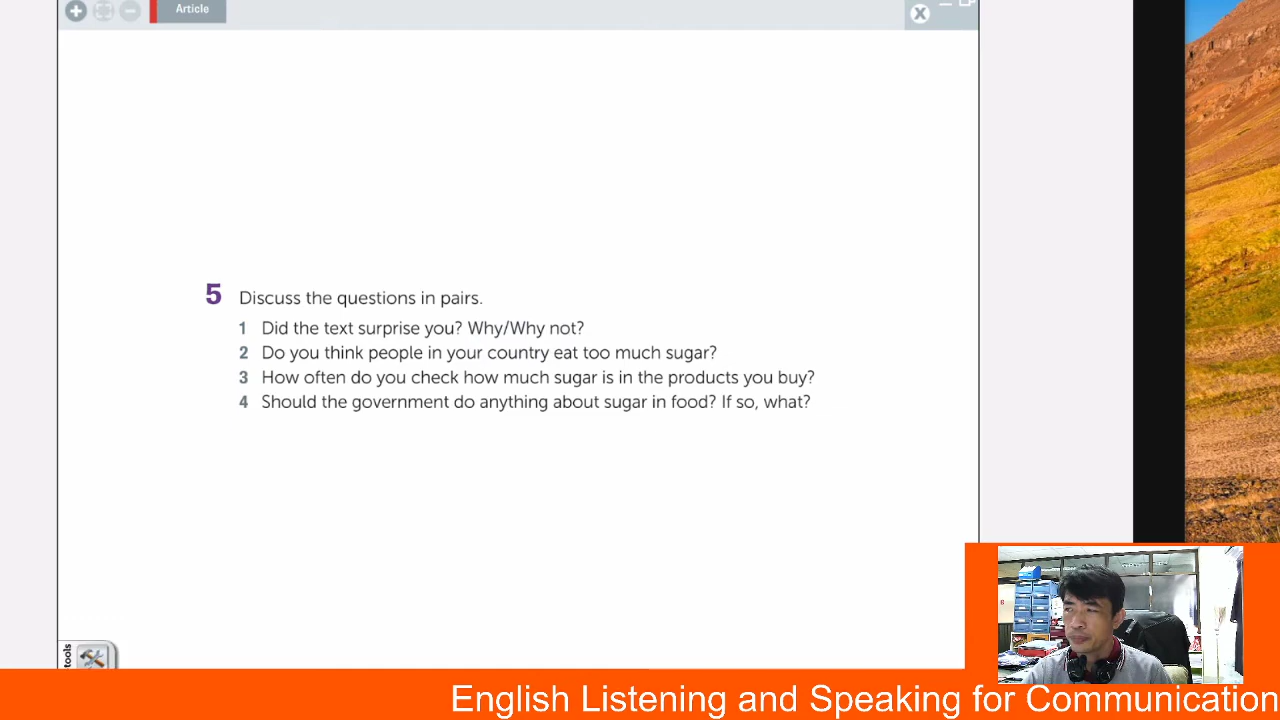 Article
5 Discuss the questions in pairs.
1 Did the text surprise you? Why/Why not?
2 Do you think people in your country eat too much sugar?
3 How often do you check how much sugar is in the products you buy?
4 Should the government do anything about sugar in food? If so, what?
tools
English Listening and Speaking for Communication